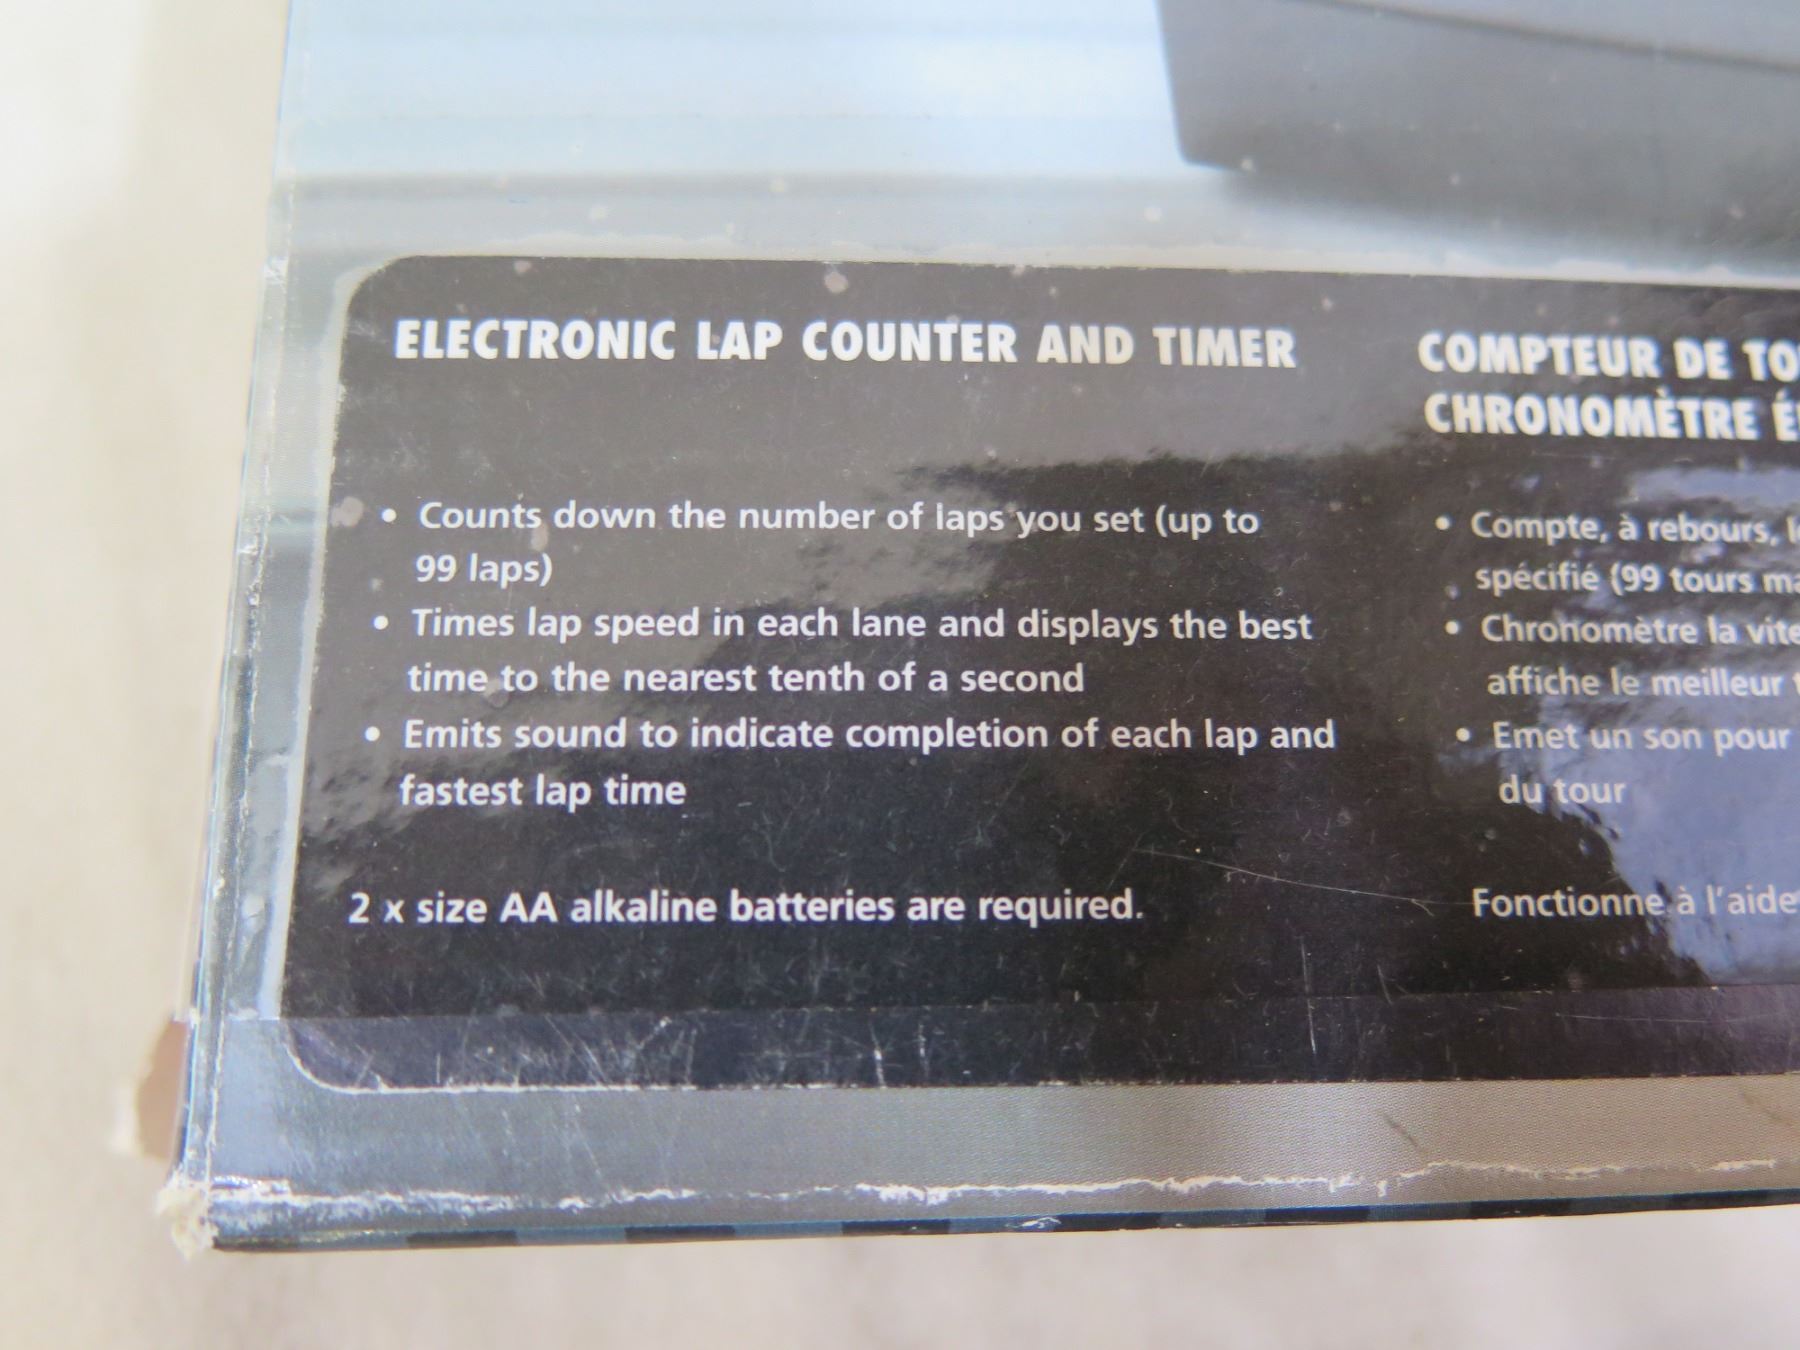 ELECTRONIC LAP COUNTER AND TIMER
• Counts down the number of laps you set (up to
99 laps)
• Times lap speed in each lane and displays the best
time to the nearest tenth of a second
• Emits sound to indicate completion of each lap and
fastest lap time
2 x size AA alkaline batteries are required.
COMPTEUR DE
CHRONOMÈTRE
• Compte, à rebours,
spécifié (99 tours
• Chronomètre la
affiche le meilleur
• Emet un son pour
du tour
Fonctionne à l'aide